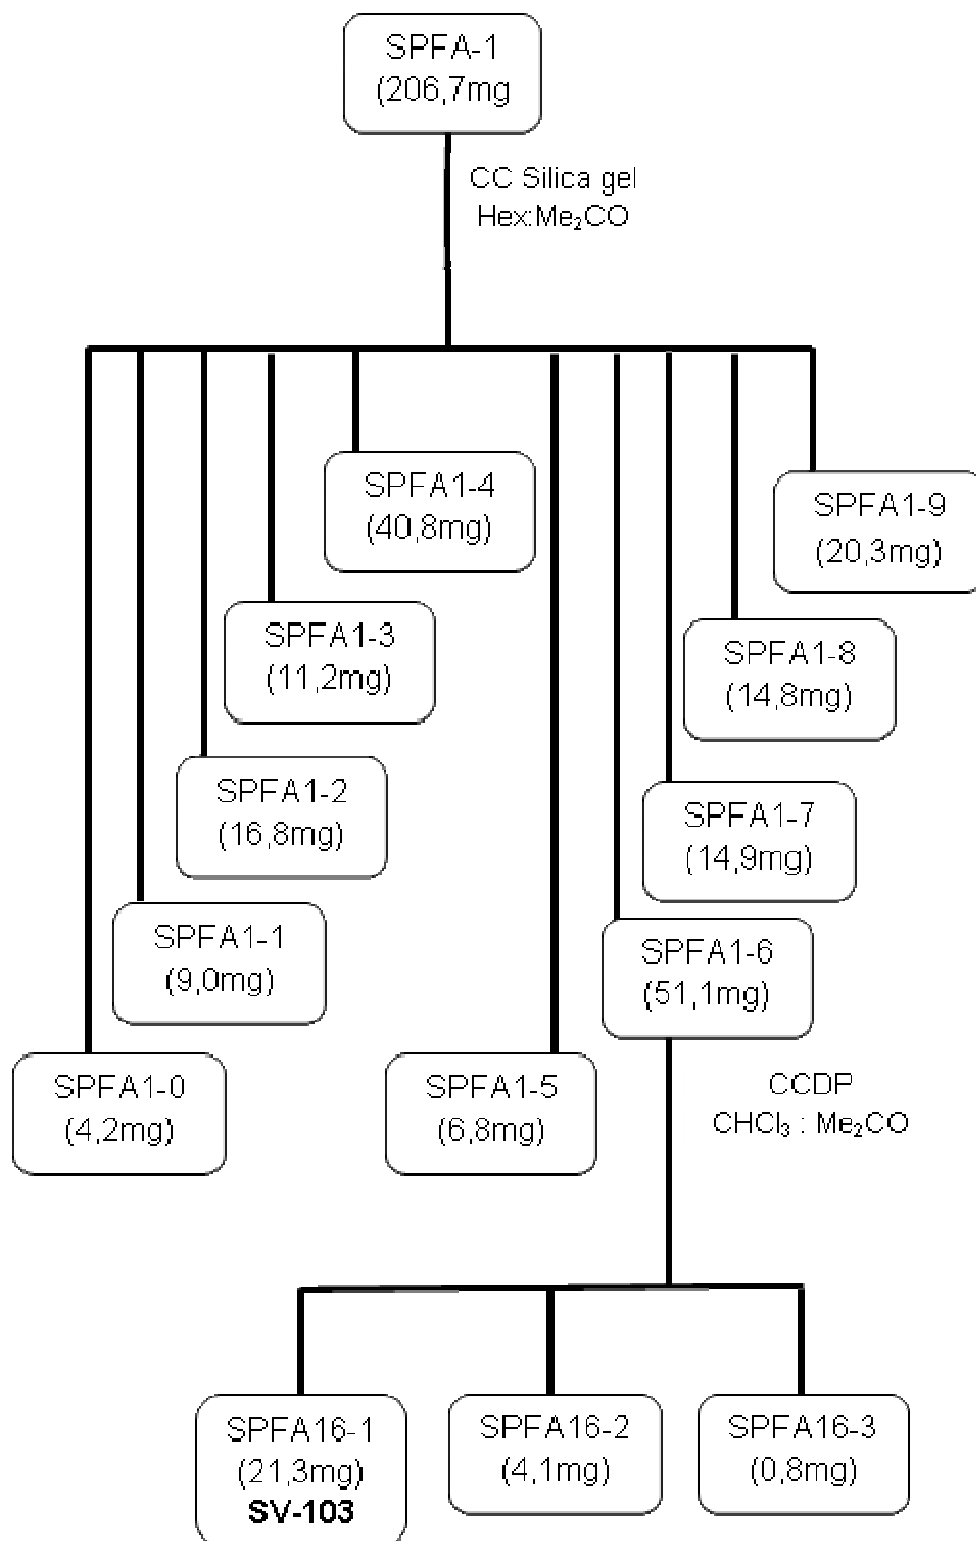 SPFA-1
(206,7mg
CC Silica gel
Hex:Me₂CO
SPFA1-4
(40,8mg)
SPFA1-9
(20,3mg)
SPFA1-3
(11,2mg)
SPFA1-8
(14,8mg)
SPFA1-2
(16,8mg)
SPFA1-7
(14,9mg)
SPFA1-1
(9,0mg)
SPFA1-6
(51,1mg)
SPFA1-0
(4,2mg)
SPFA1-5
(6,8mg)
CCDP
CHCl₃ : Me₂CO
SPFA16-1
(21,3mg)
SV-103
SPFA16-2
(4,1mg)
SPFA16-3
(0,8mg)